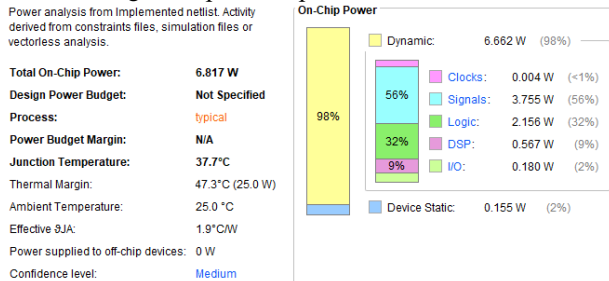 Power analysis from Implemented netlist. Activity
derived from constraints files, simulation files or
vectorless analysis.
Total On-Chip Power: 6.817 W
Design Power Budget: Not Specified
Process: typical
Power Budget Margin: N/A
Junction Temperature: 37.7°C
Thermal Margin: 47.3°C (25.0 W)
Ambient Temperature: 25.0 °C
Effective ϑJA: 1.9°C/W
Power supplied to off-chip devices: 0 W
Confidence level: Medium
On-Chip Power
Dynamic: 6.662 W (98%)
Clocks: 0.004 W (<1%)
56% Signals: 3.755 W (56%)
98%
Logic: 2.156 W (32%)
32%
DSP: 0.567 W (9%)
9% I/O: 0.180 W (2%)
Device Static: 0.155 W (2%)